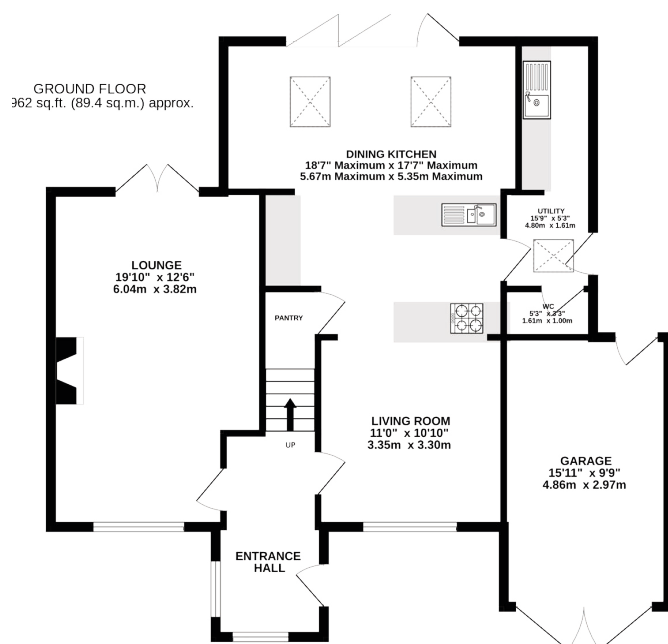 GROUND FLOOR
962 sq.ft. (89.4 sq.m.) approx.
DINING KITCHEN
18'7" Maximum x 17'7" Maximum
5.67m Maximum x 5.35m Maximum
LOUNGE
19'10" x 12'6"
6.04m x 3.82m
UTILITY
15'9" x 5'3"
4.80m x 1.61m
WC
5'3" x 3'3"
1.61m x 1.00m
PANTRY
UP
LIVING ROOM
11'0" x 10'10"
3.35m x 3.30m
GARAGE
15'11" x 9'9"
4.86m x 2.97m
ENTRANCE
HALL